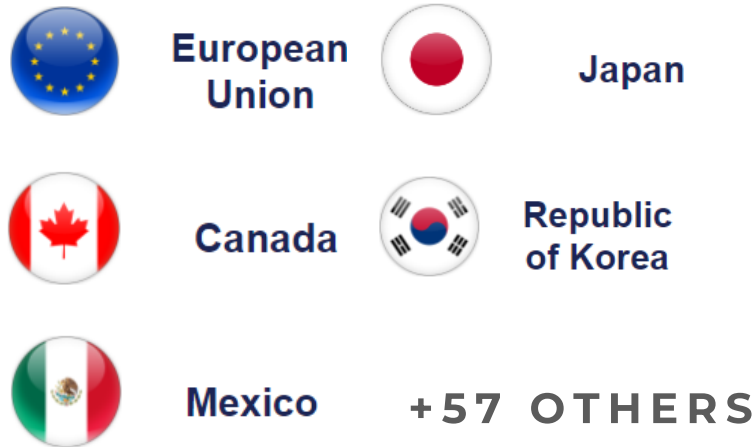 European
Union
Japan
Canada
Republic
of Korea
Mexico
+57 OTHERS